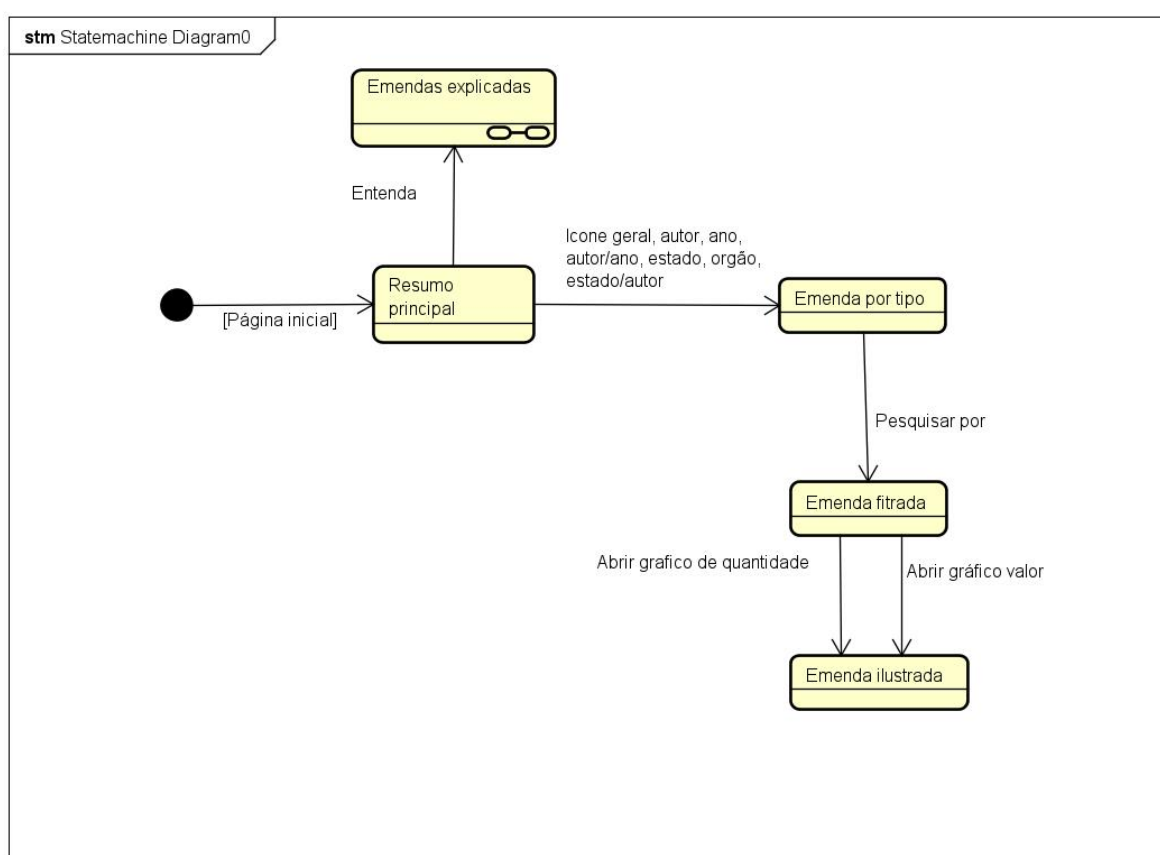 stm Statemachine Diagram0
Emendas explicadas
Entenda
Icone geral, autor, ano,
autor/ano, estado, orgão,
estado/autor
Resumo
principal
[Página inicial]
Emenda por tipo
Pesquisar por
Emenda fitrada
Abrir grafico de quantidade
Abrir gráfico valor
Emenda ilustrada